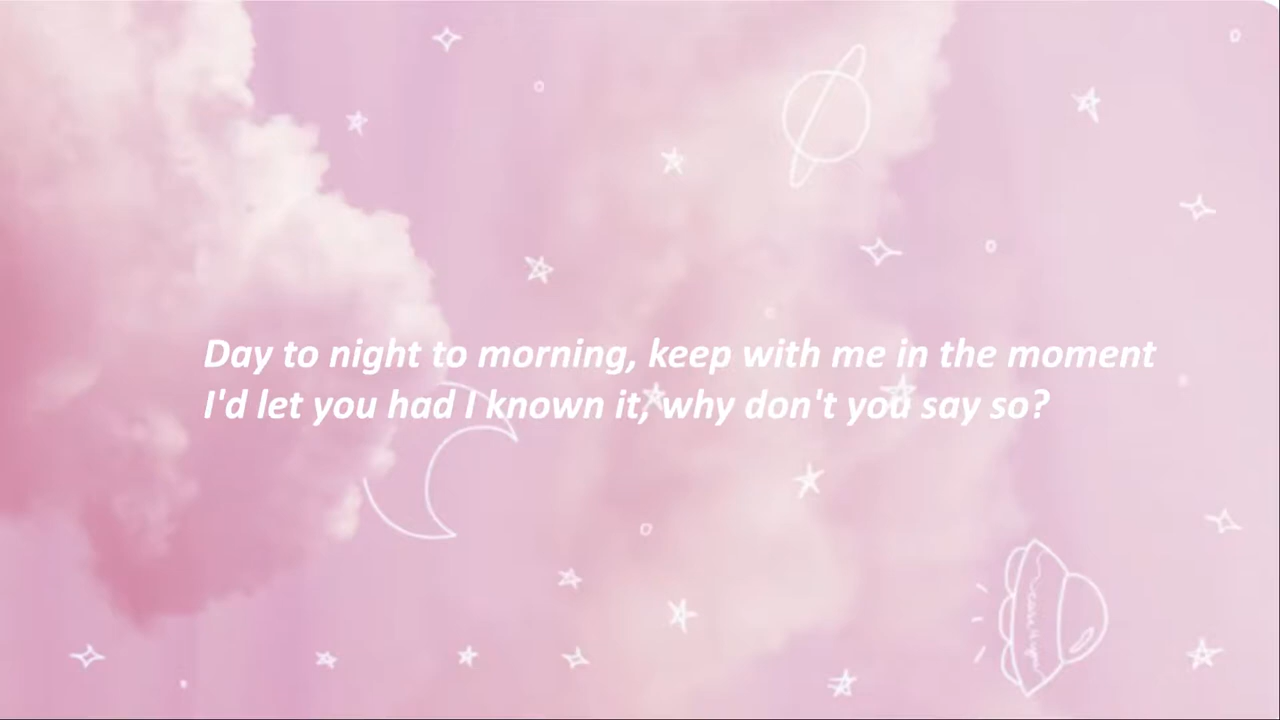 Day to night to morning, keep with me in the moment
I'd let you had I known it, why don't you say so?